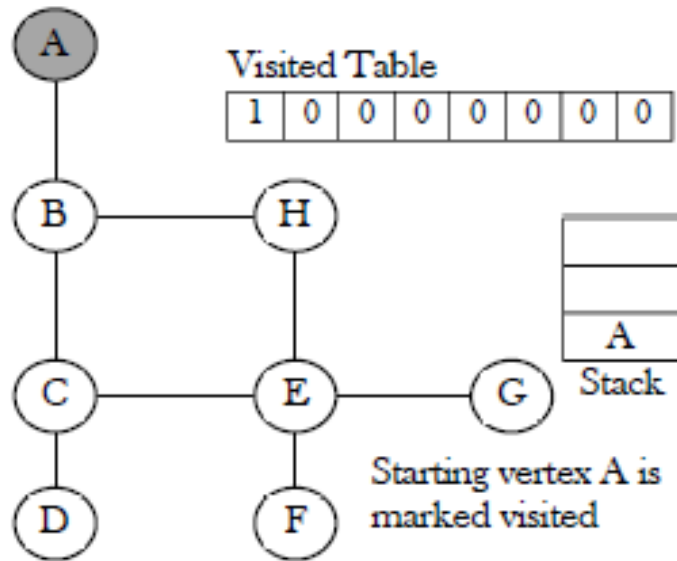 A
Visited Table
1 0 0 0 0 0 0 0
B H
A
C E G
Stack
Starting vertex A is
marked visited
D F